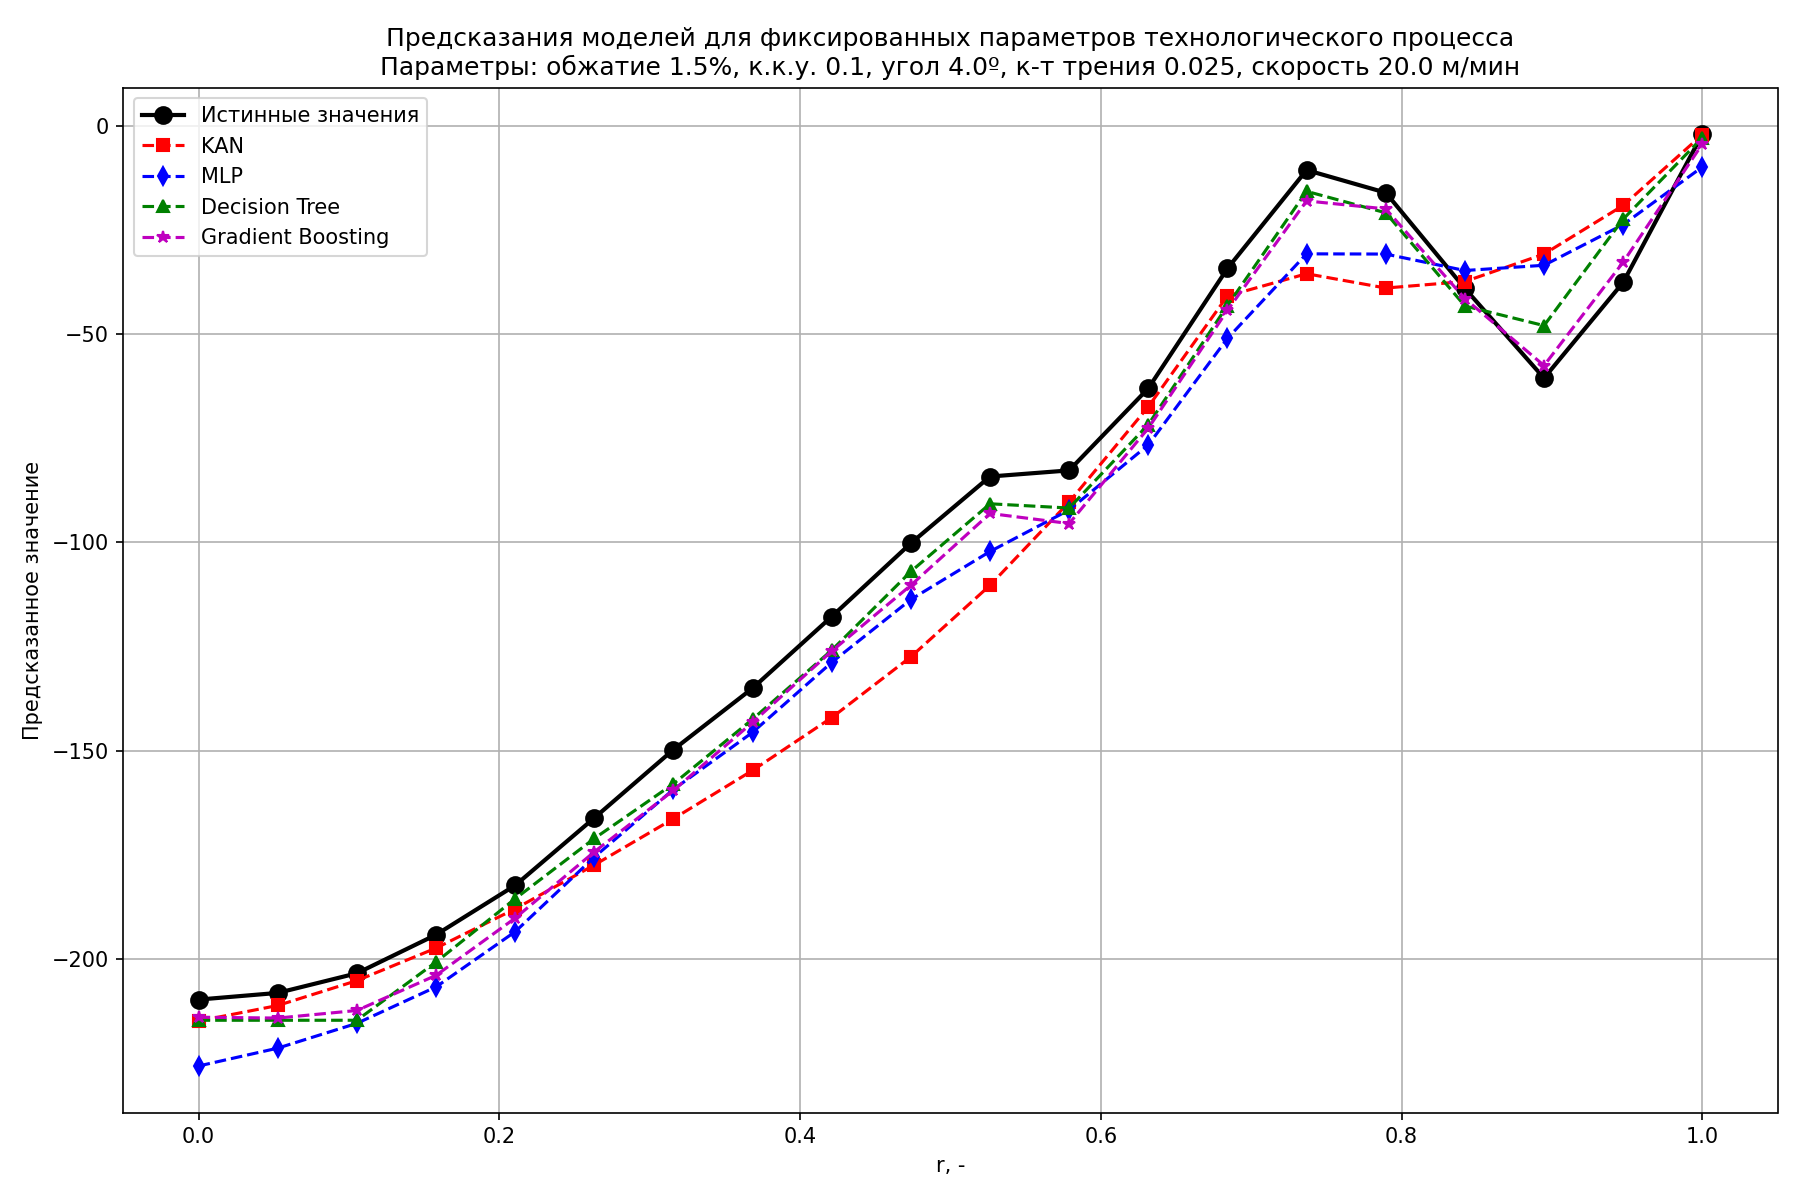 Предсказания моделей для фиксированных параметров технологического процесса
Параметры: обжатие 1.5%, к.к.у. 0.1, угол 4.0º, к-т трения 0.025, скорость 20.0 м/мин
Истинные значения
KAN
MLP
Decision Tree
Gradient Boosting
Предсказанное значение
0
−50
−100
−150
−200
0.0
0.2
0.4
0.6
0.8
1.0
r, -